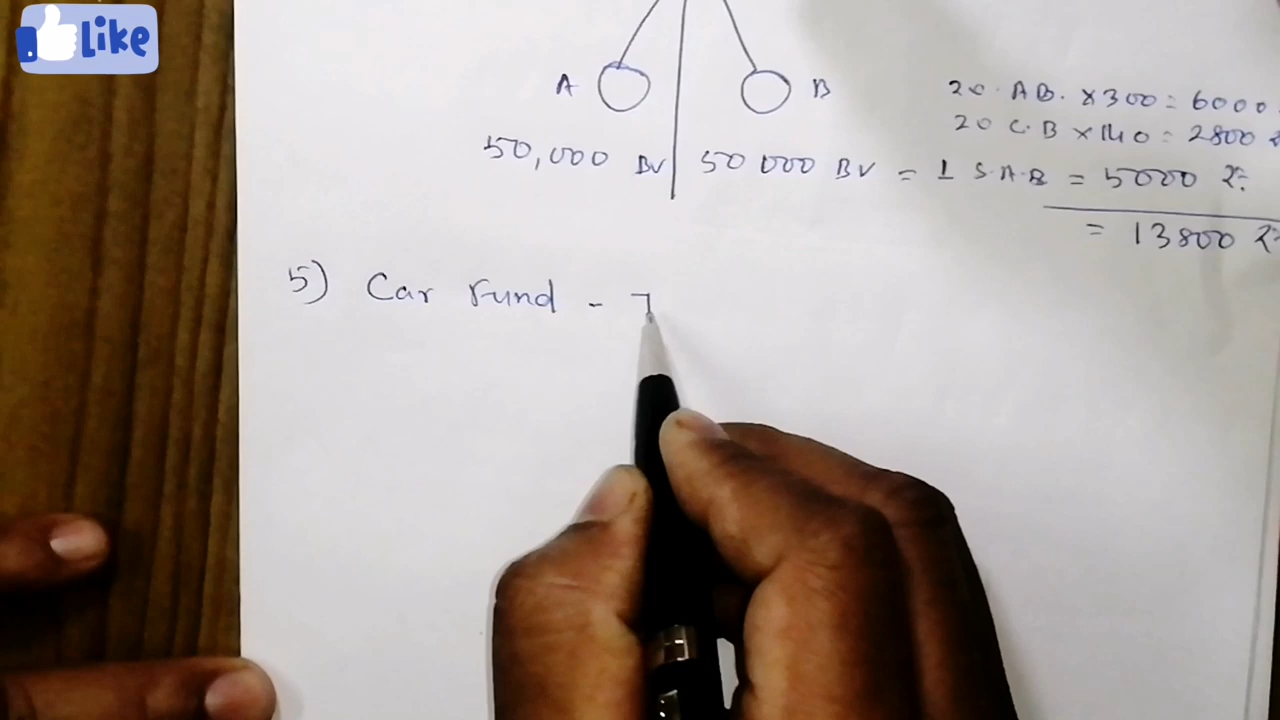 Like
A B
20 A B. × 300 = 6000
20 C.B × 140 = 2800
50,000 BV 50 000 BV = 1 S.A.B = 5000 रु
= 13800 रु
5) Car Fund - 7